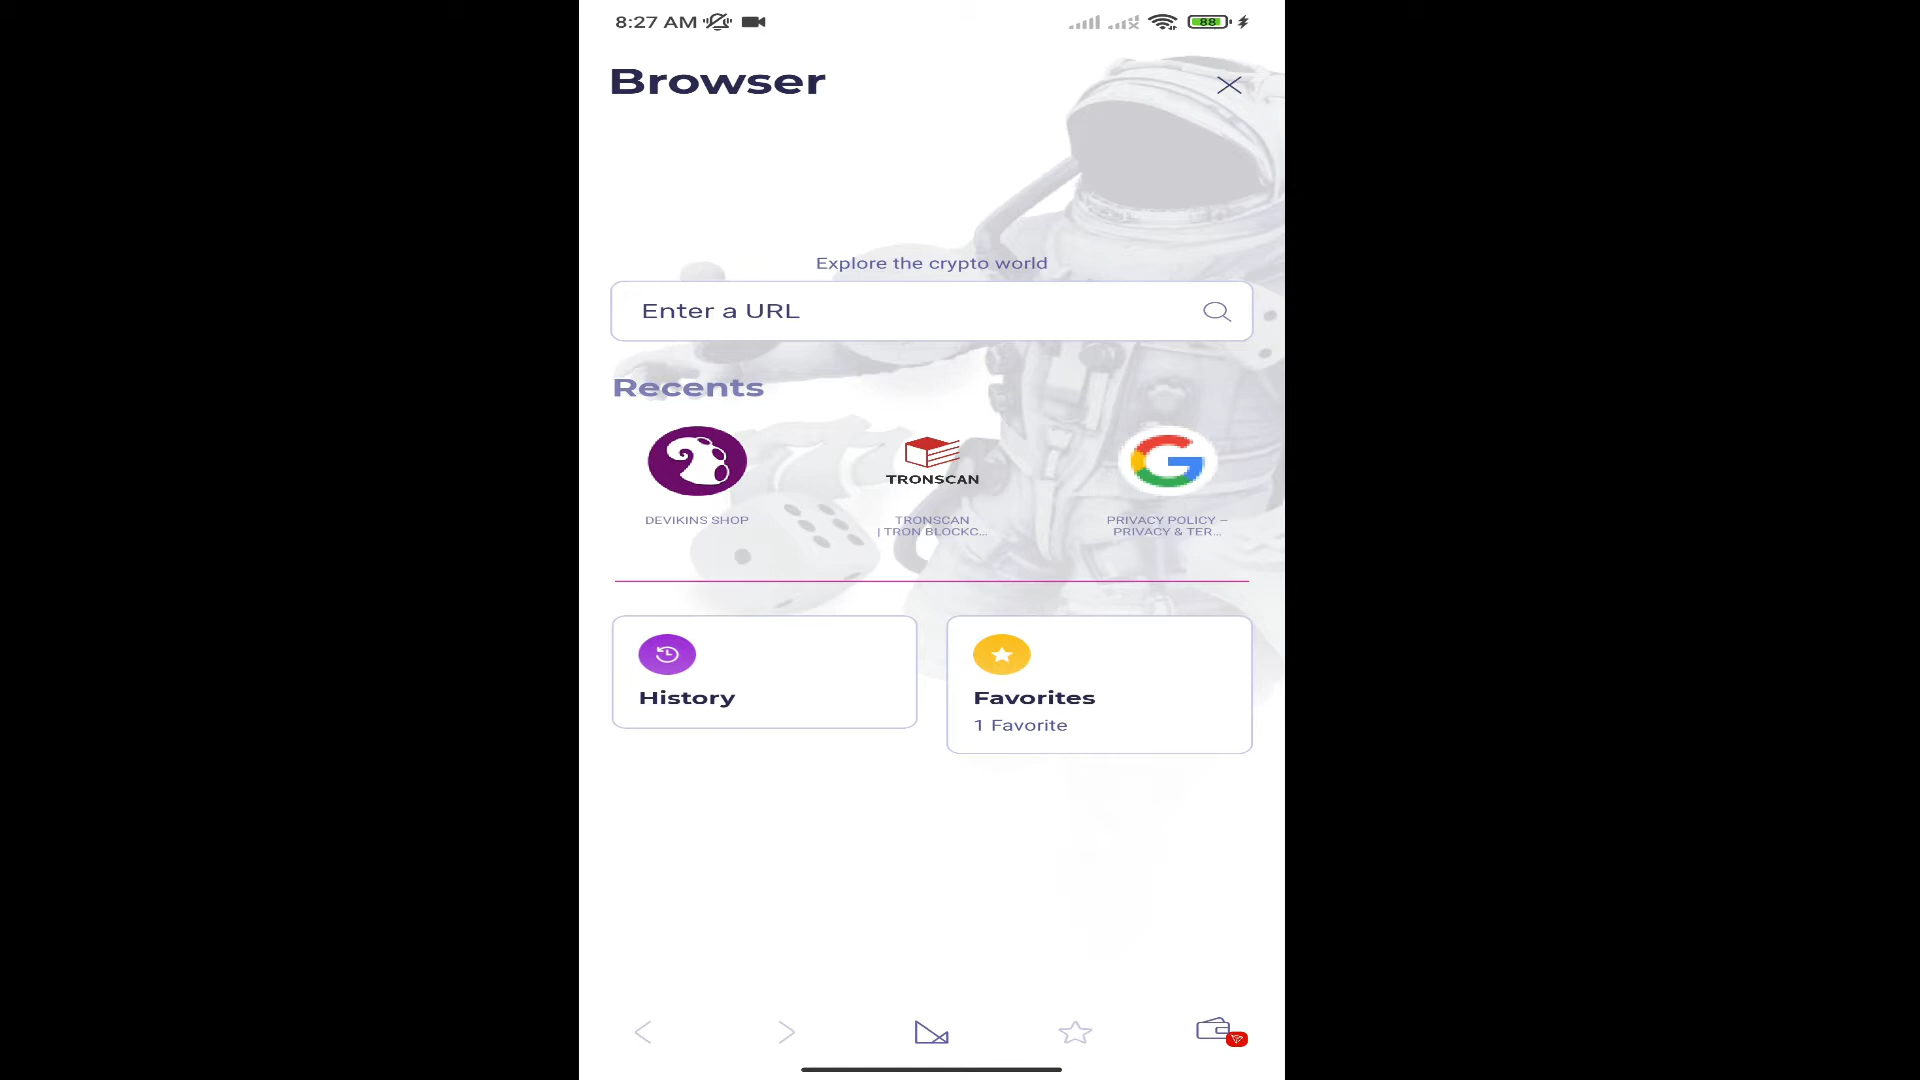 8:27 AM
88
Browser
Explore the crypto world
Enter a URL
Recents
TRONSCAN
DEVIKINS SHOP
TRONSCAN
| TRON BLOCKC...
PRIVACY POLICY –
PRIVACY & TER...
History
Favorites
1 Favorite